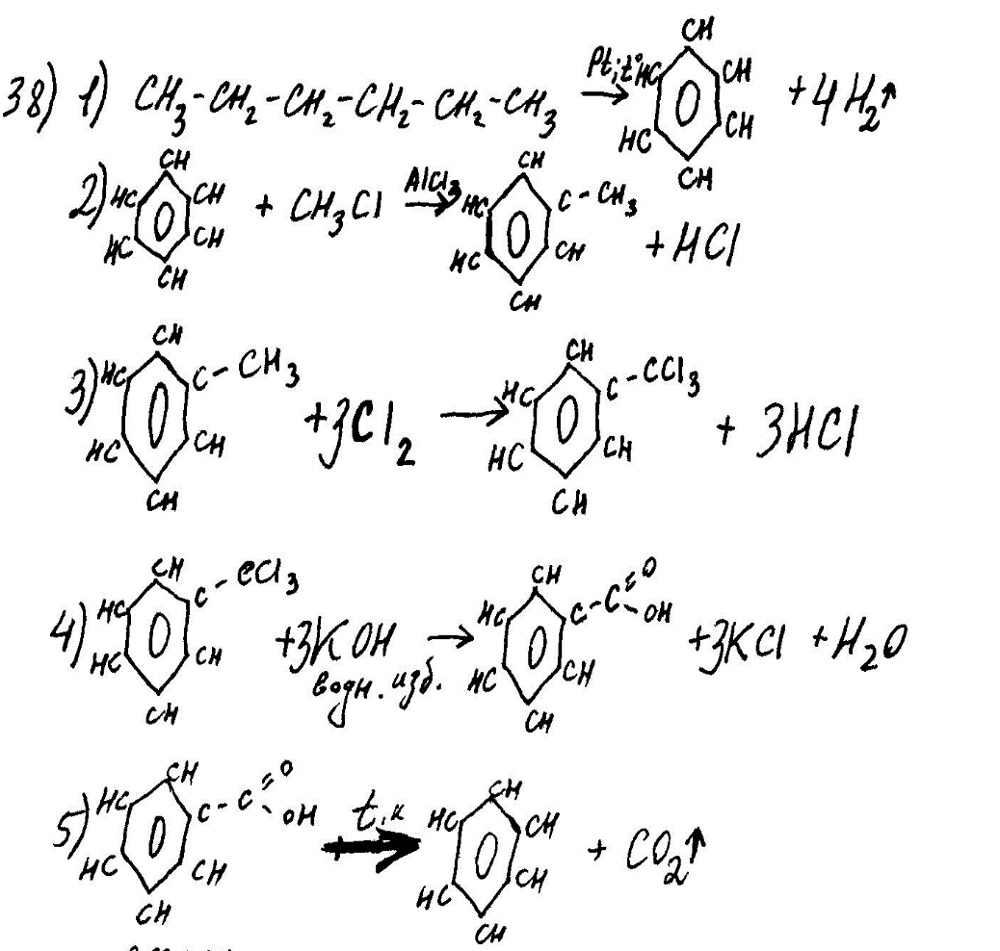 38) 1) CH3-CH2-CH2-CH2-CH2-CH3 Pt; t° → HC CH CH CH CH HC + 4H2↑
2) HC CH CH CH CH HC + CH3Cl AlCl3 → HC CH C-CH3 CH CH HC + HCl
3) HC CH C-CH3 CH CH HC + 3Cl2 → HC CH C-CCl3 CH CH HC + 3HCl
4) HC CH C-CCl3 CH CH HC + 3KOH водн. изб. → HC CH C-C=O-OH CH CH HC + 3KCl + H2O
5) HC CH C-C=O-OH CH CH HC t.к → HC CH CH CH CH HC + CO2↑